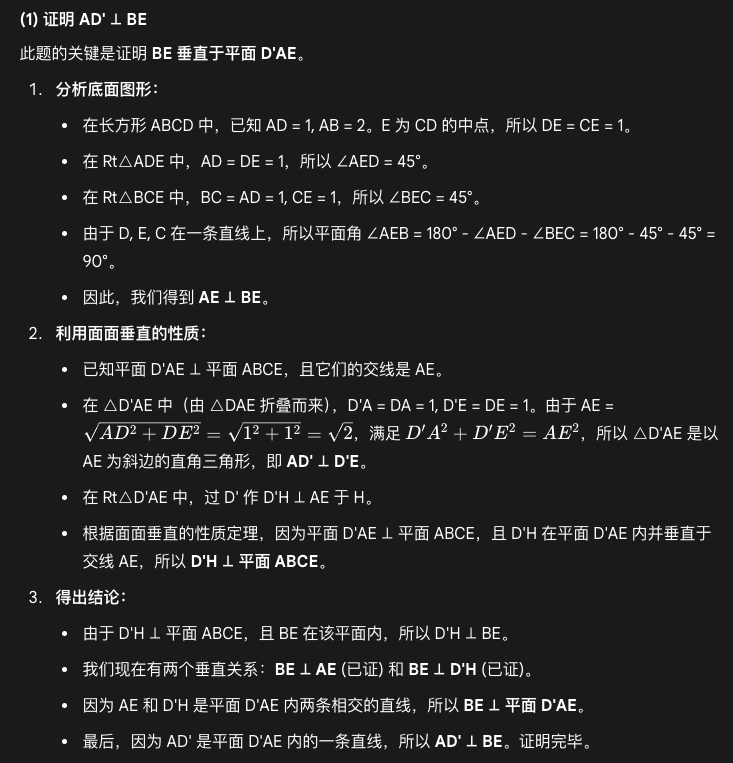 (1) 证明 AD' ⊥ BE
此题的关键是证明 BE 垂直于平面 D'AE。
1. 分析底面图形：
• 在长方形 ABCD 中，已知 AD = 1, AB = 2。E 为 CD 的中点，所以 DE = CE = 1。
• 在 Rt△ADE 中，AD = DE = 1，所以 ∠AED = 45°。
• 在 Rt△BCE 中，BC = AD = 1, CE = 1，所以 ∠BEC = 45°。
• 由于 D, E, C 在一条直线上，所以平面角 ∠AEB = 180° - ∠AED - ∠BEC = 180° - 45° - 45° =
90°。
• 因此，我们得到 AE ⊥ BE。
2. 利用面面垂直的性质：
• 已知平面 D'AE ⊥ 平面 ABCE，且它们的交线是 AE。
• 在 △D'AE 中（由 △DAE 折叠而来），D'A = DA = 1, D'E = DE = 1。由于 AE =
√(AD² + DE²) = √(1² + 1²) = √2，满足 D'A² + D'E² = AE²，所以 △D'AE 是以
AE 为斜边的直角三角形，即 AD' ⊥ D'E。
• 在 Rt△D'AE 中，过 D' 作 D'H ⊥ AE 于 H。
• 根据面面垂直的性质定理，因为平面 D'AE ⊥ 平面 ABCE，且 D'H 在平面 D'AE 内并垂直于
交线 AE，所以 D'H ⊥ 平面 ABCE。
3. 得出结论：
• 由于 D'H ⊥ 平面 ABCE，且 BE 在该平面内，所以 D'H ⊥ BE。
• 我们现在有两个垂直关系：BE ⊥ AE (已证) 和 BE ⊥ D'H (已证)。
• 因为 AE 和 D'H 是平面 D'AE 内两条相交的直线，所以 BE ⊥ 平面 D'AE。
• 最后，因为 AD' 是平面 D'AE 内的一条直线，所以 AD' ⊥ BE。证明完毕。